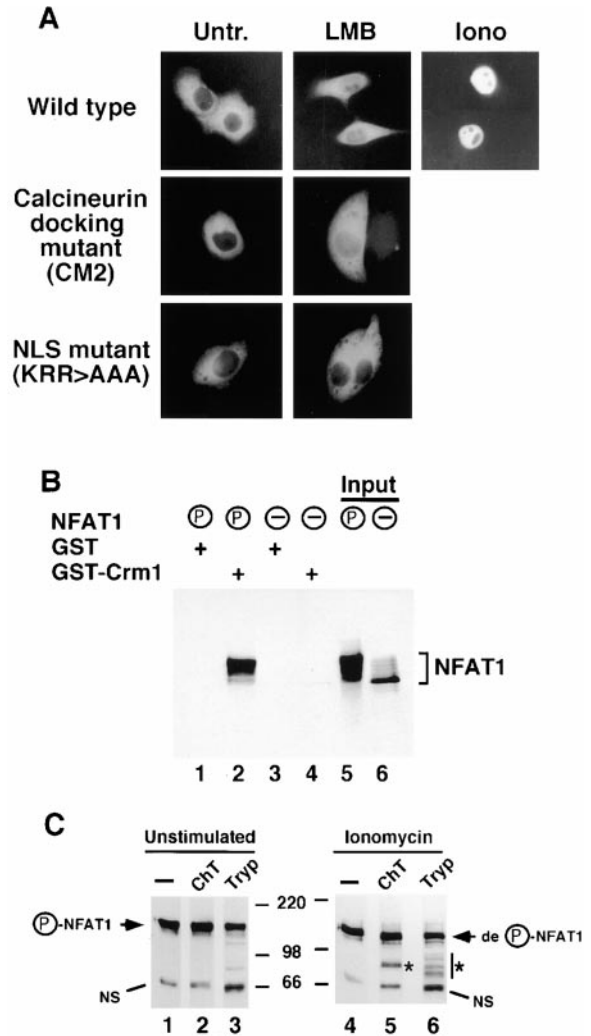 A
Untr. LMB Iono
Wild type
Calcineurin
docking
mutant
(CM2)
NLS mutant
(KRR>AAA)
B
Input
NFAT1 P P − − P −
GST + +
GST-Crm1 + +
NFAT1
1 2 3 4 5 6
C
Unstimulated Ionomycin
− ChT Tryp − ChT Tryp
P-NFAT1 220 de P-NFAT1
98 * *
NS 66 NS
1 2 3 4 5 6